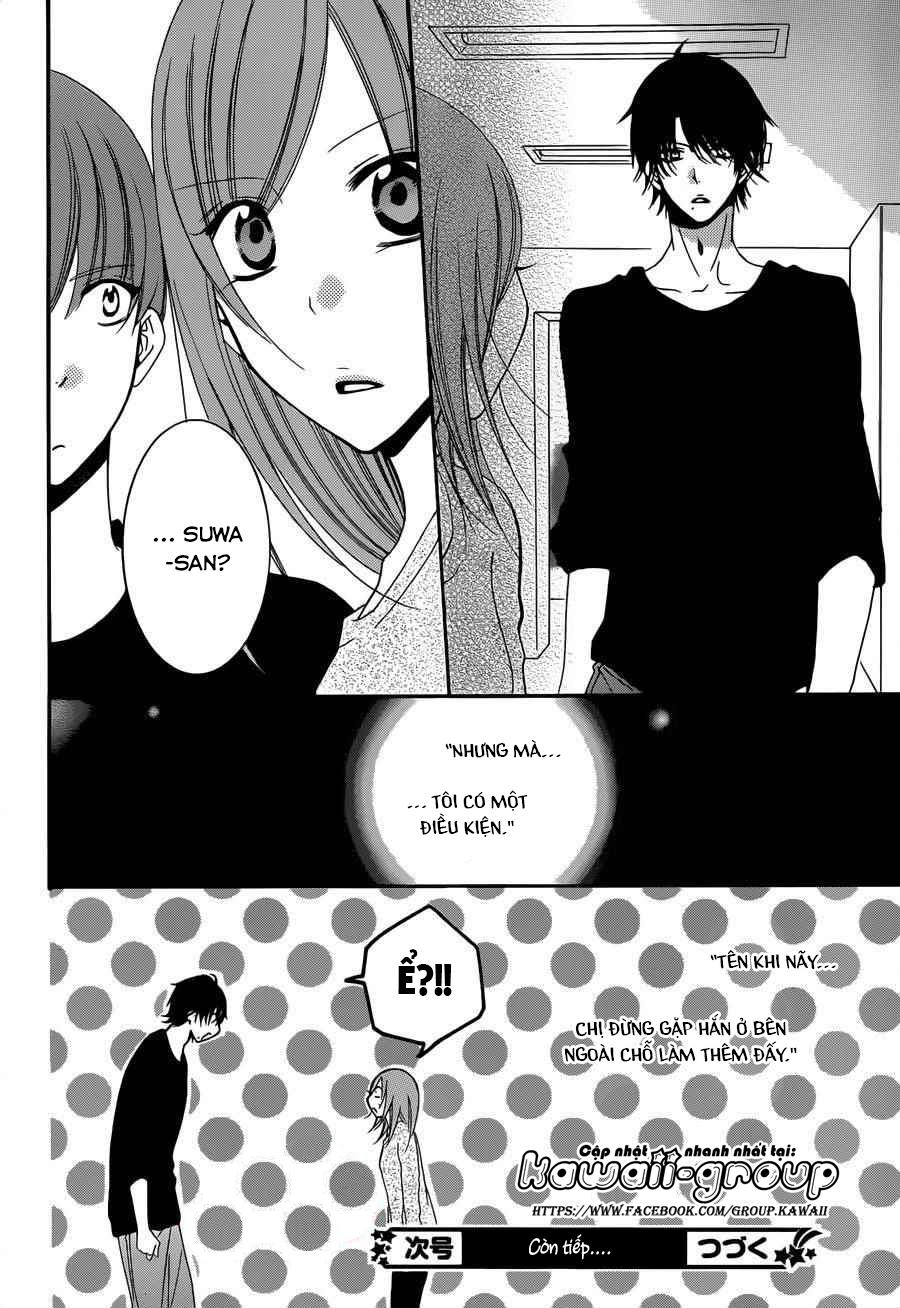 ... SUWA
-SAN?
"NHƯNG MÀ...
... TÔI CÓ MỘT
ĐIỀU KIỆN."
Ể?!!
"TÊN KHI NÃY...
CHỊ ĐỪNG GẶP HẮN Ở BÊN
NGOÀI CHỖ LÀM THÊM ĐẤY."
Cập nhật nhanh nhất tại:
kawaii-group
HTTPS://WWW.FACEBOOK.COM/GROUP.KAWAII
次号 Còn tiếp.... つづく